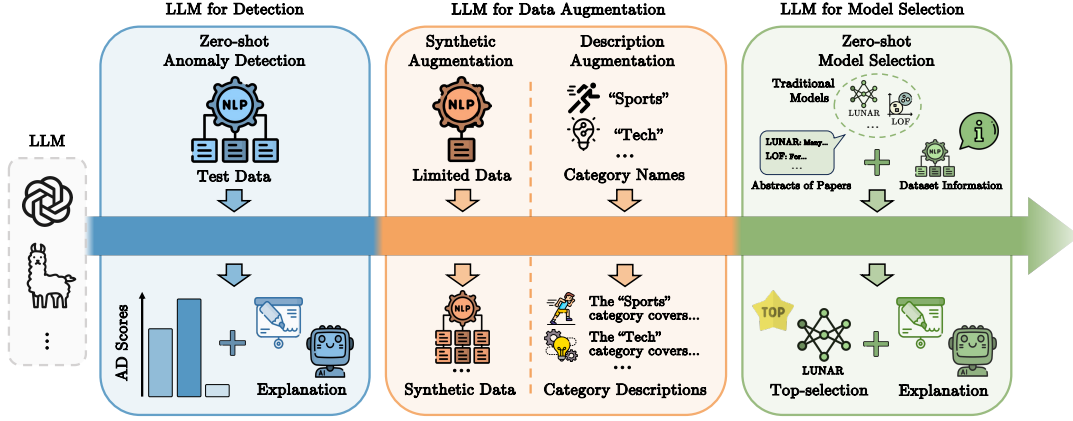 LLM for Detection
LLM for Data Augmentation
LLM for Model Selection
LLM
Zero-shot
Anomaly Detection
NLP
Test Data
AD Scores
AI
Explanation
Synthetic
Augmentation
NLP
Limited Data
NLP
...
Synthetic Data
Description
Augmentation
“Sports”
“Tech”
...
Category Names
The “Sports”
category covers...
The “Tech”
category covers...
...
Category Descriptions
Zero-shot
Model Selection
Traditional
Models
LUNAR
LOF
...
LUNAR: Many...
LOF: For...
...
Abstracts of Papers
NLP
i
Dataset Information
TOP
LUNAR
Top-selection
AI
Explanation